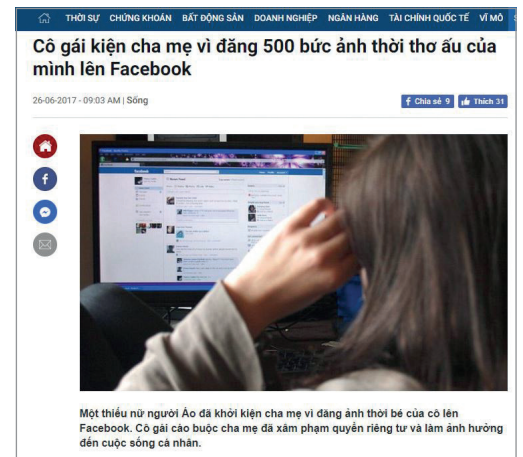 THỜI SỰ CHỨNG KHOÁN BẤT ĐỘNG SẢN DOANH NGHIỆP NGÂN HÀNG TÀI CHÍNH QUỐC TẾ VĨ MÔ
Cô gái kiện cha mẹ vì đăng 500 bức ảnh thời thơ ấu của
mình lên Facebook
26-06-2017 - 09:03 AM | Sống
Chia sẻ 9 Thích 31
facebook
Một thiếu nữ người Áo đã khởi kiện cha mẹ vì đăng ảnh thời bé của cô lên
Facebook. Cô gái cáo buộc cha mẹ đã xâm phạm quyền riêng tư và làm ảnh hưởng
đến cuộc sống cá nhân.